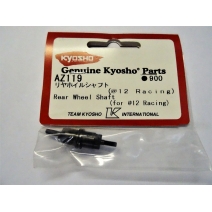 KYOSHO
Genuine Kyosho® Parts
AZ119 ●900
リヤホイルシャフト
(#12 Racing)
Rear Wheel Shaft
(for #12 Racing)
TEAM KYOSHO K INTERNATIONAL